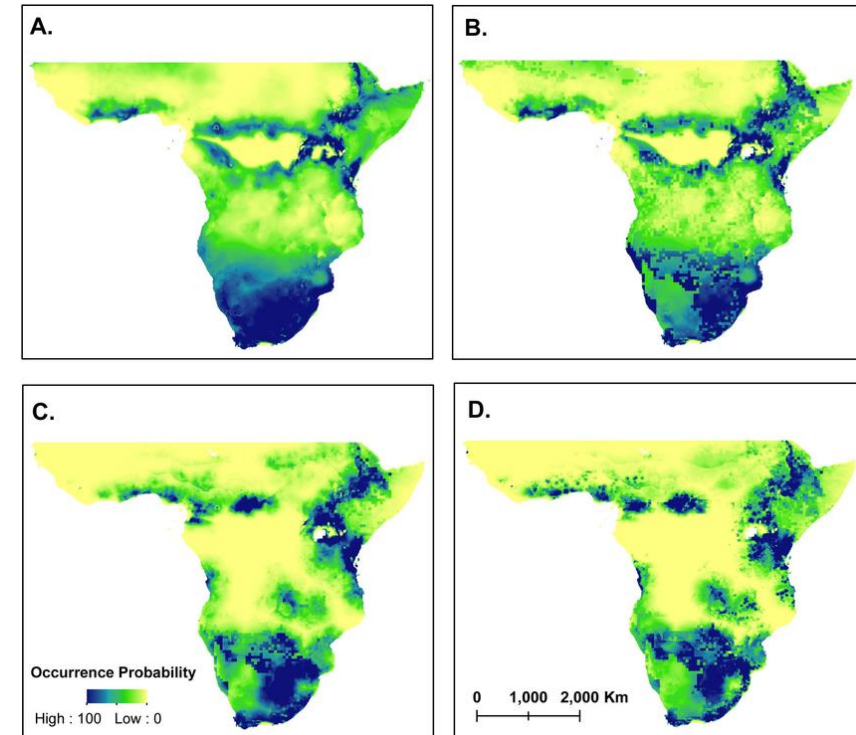 A.
B.
C.
D.
Occurrence Probability
High : 100 Low : 0
0 1,000 2,000 Km